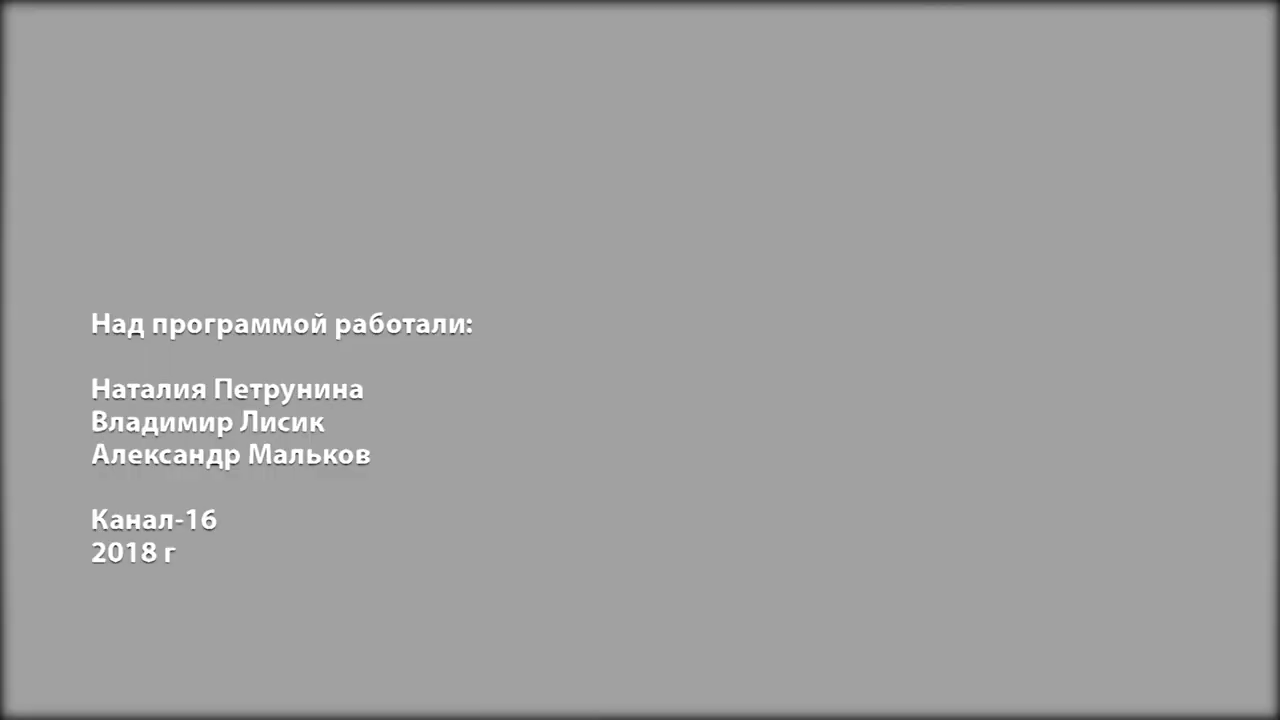 Над программой работали:
Наталия Петрунина
Владимир Лисик
Александр Мальков
Канал-16
2018 г